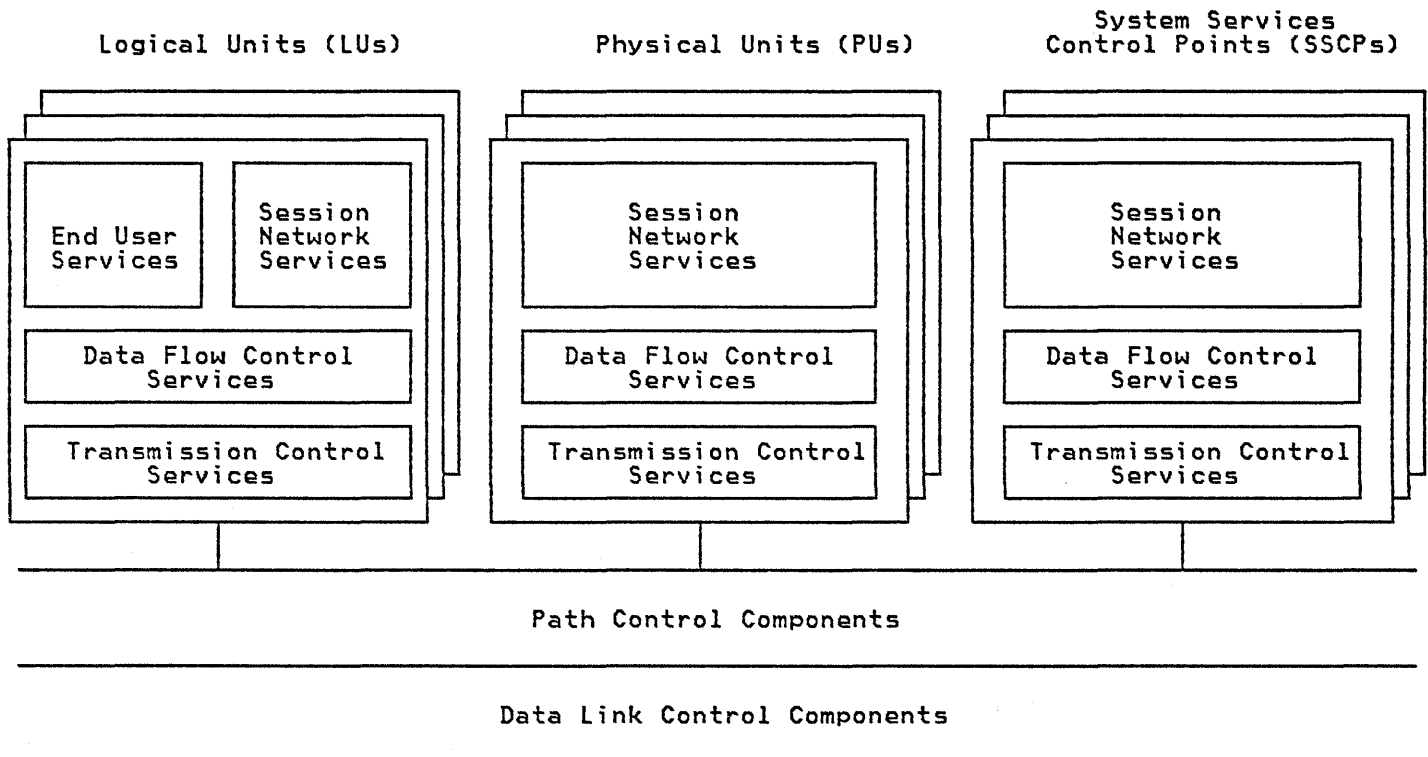 Logical Units (LUs)
Physical Units (PUs)
System Services
Control Points (SSCPs)
End User
Services
Session
Network
Services
Data Flow Control
Services
Transmission Control
Services
Session
Network
Services
Data Flow Control
Services
Transmission Control
Services
Session
Network
Services
Data Flow Control
Services
Transmission Control
Services
Path Control Components
Data Link Control Components